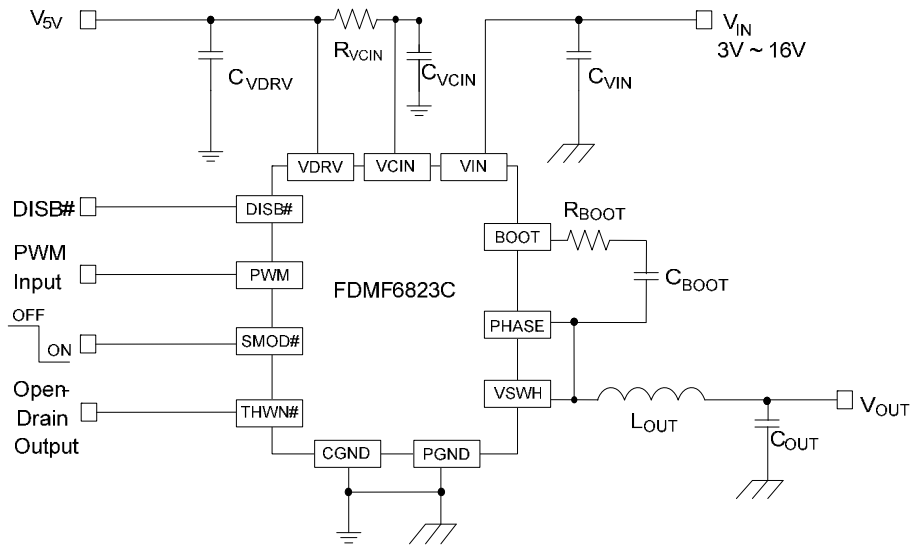 V5V
RVCIN
CVDRV
CVCIN
CVIN
VIN
3V ~ 16V
VDRV
VCIN
VIN
DISB#
DISB#
PWM
Input
PWM
OFF
ON
SMOD#
Open-
Drain
Output
THWN#
FDMF6823C
BOOT
RBOOT
CBOOT
PHASE
VSWH
LOUT
VOUT
COUT
CGND
PGND